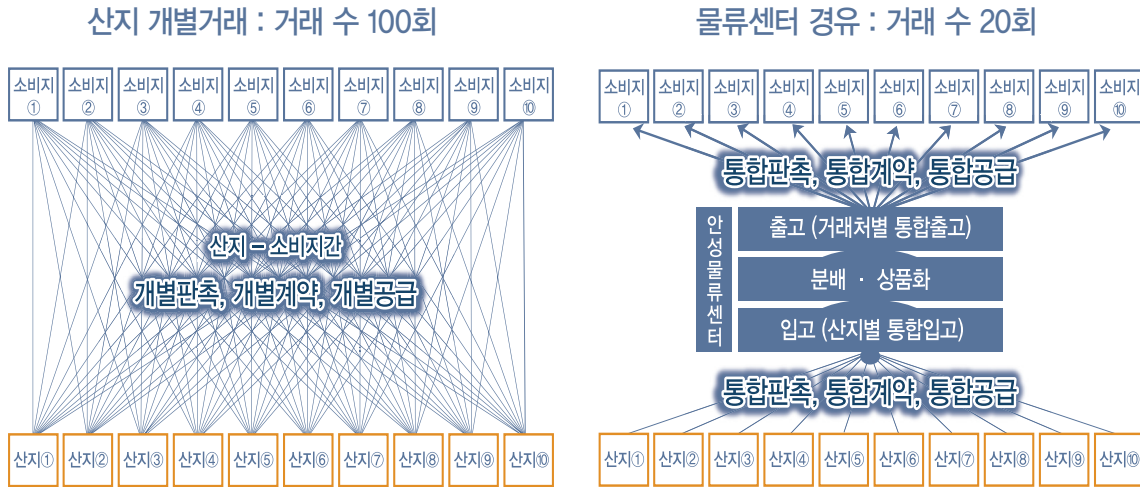 산지 개별거래 : 거래 수 100회
소비지① 소비지② 소비지③ 소비지④ 소비지⑤ 소비지⑥ 소비지⑦ 소비지⑧ 소비지⑨ 소비지⑩
산지 – 소비지간
개별판촉, 개별계약, 개별공급
산지① 산지② 산지③ 산지④ 산지⑤ 산지⑥ 산지⑦ 산지⑧ 산지⑨ 산지⑩
물류센터 경유 : 거래 수 20회
소비지① 소비지② 소비지③ 소비지④ 소비지⑤ 소비지⑥ 소비지⑦ 소비지⑧ 소비지⑨ 소비지⑩
통합판촉, 통합계약, 통합공급
안성물류센터
출고 (거래처별 통합출고)
분배 · 상품화
입고 (산지별 통합입고)
통합판촉, 통합계약, 통합공급
산지① 산지② 산지③ 산지④ 산지⑤ 산지⑥ 산지⑦ 산지⑧ 산지⑨ 산지⑩